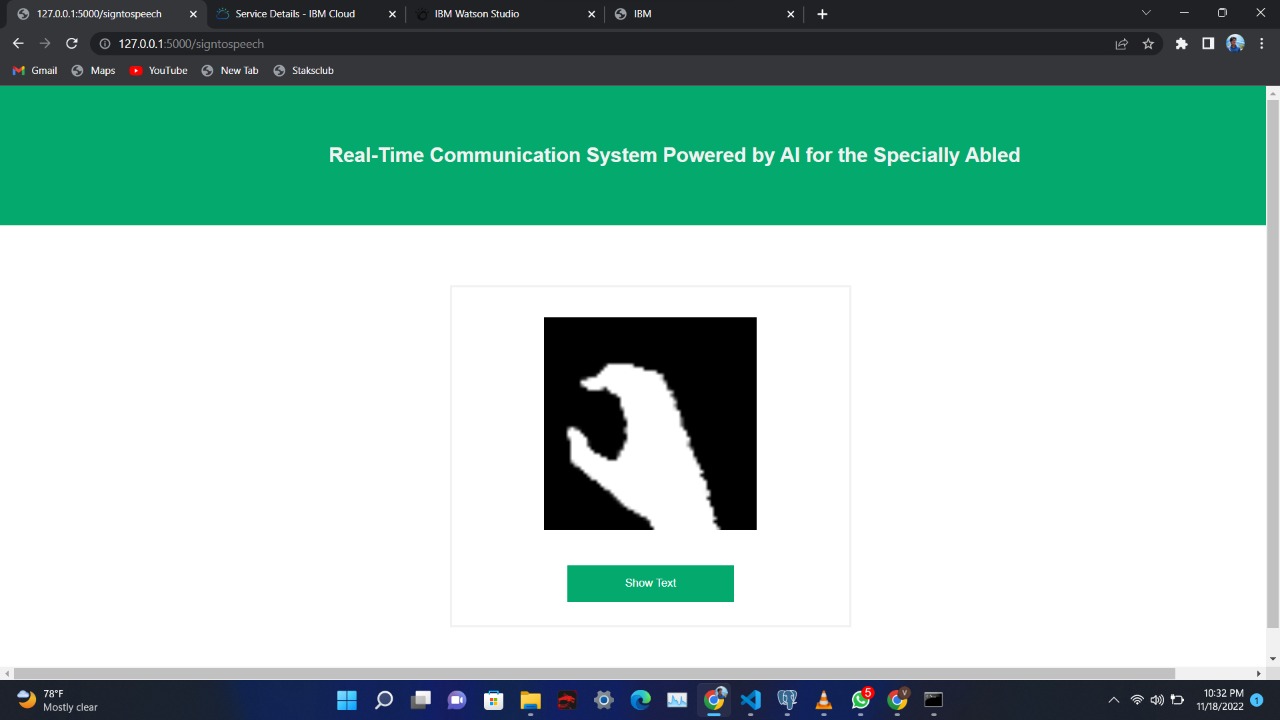 127.0.0.1:5000/signtospeech
Service Details - IBM Cloud
IBM Watson Studio
IBM
127.0.0.1:5000/signtospeech
Gmail
Maps
YouTube
New Tab
Staksclub
Real-Time Communication System Powered by AI for the Specially Abled
Show Text
78°F
Mostly clear
5
V
10:32 PM
11/18/2022
1